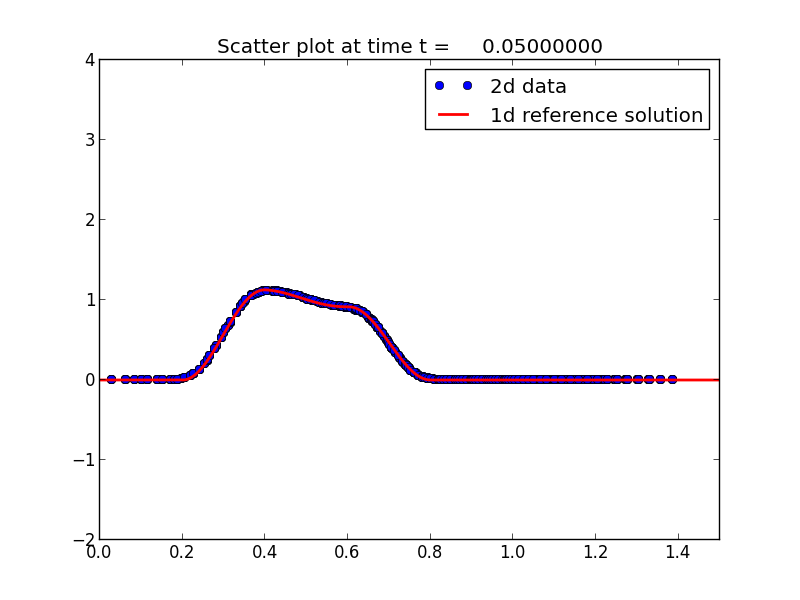 Scatter plot at time t =     0.05000000
4
2d data
1d reference solution
3
2
1
0
−1
−2
0.0 0.2 0.4 0.6 0.8 1.0 1.2 1.4